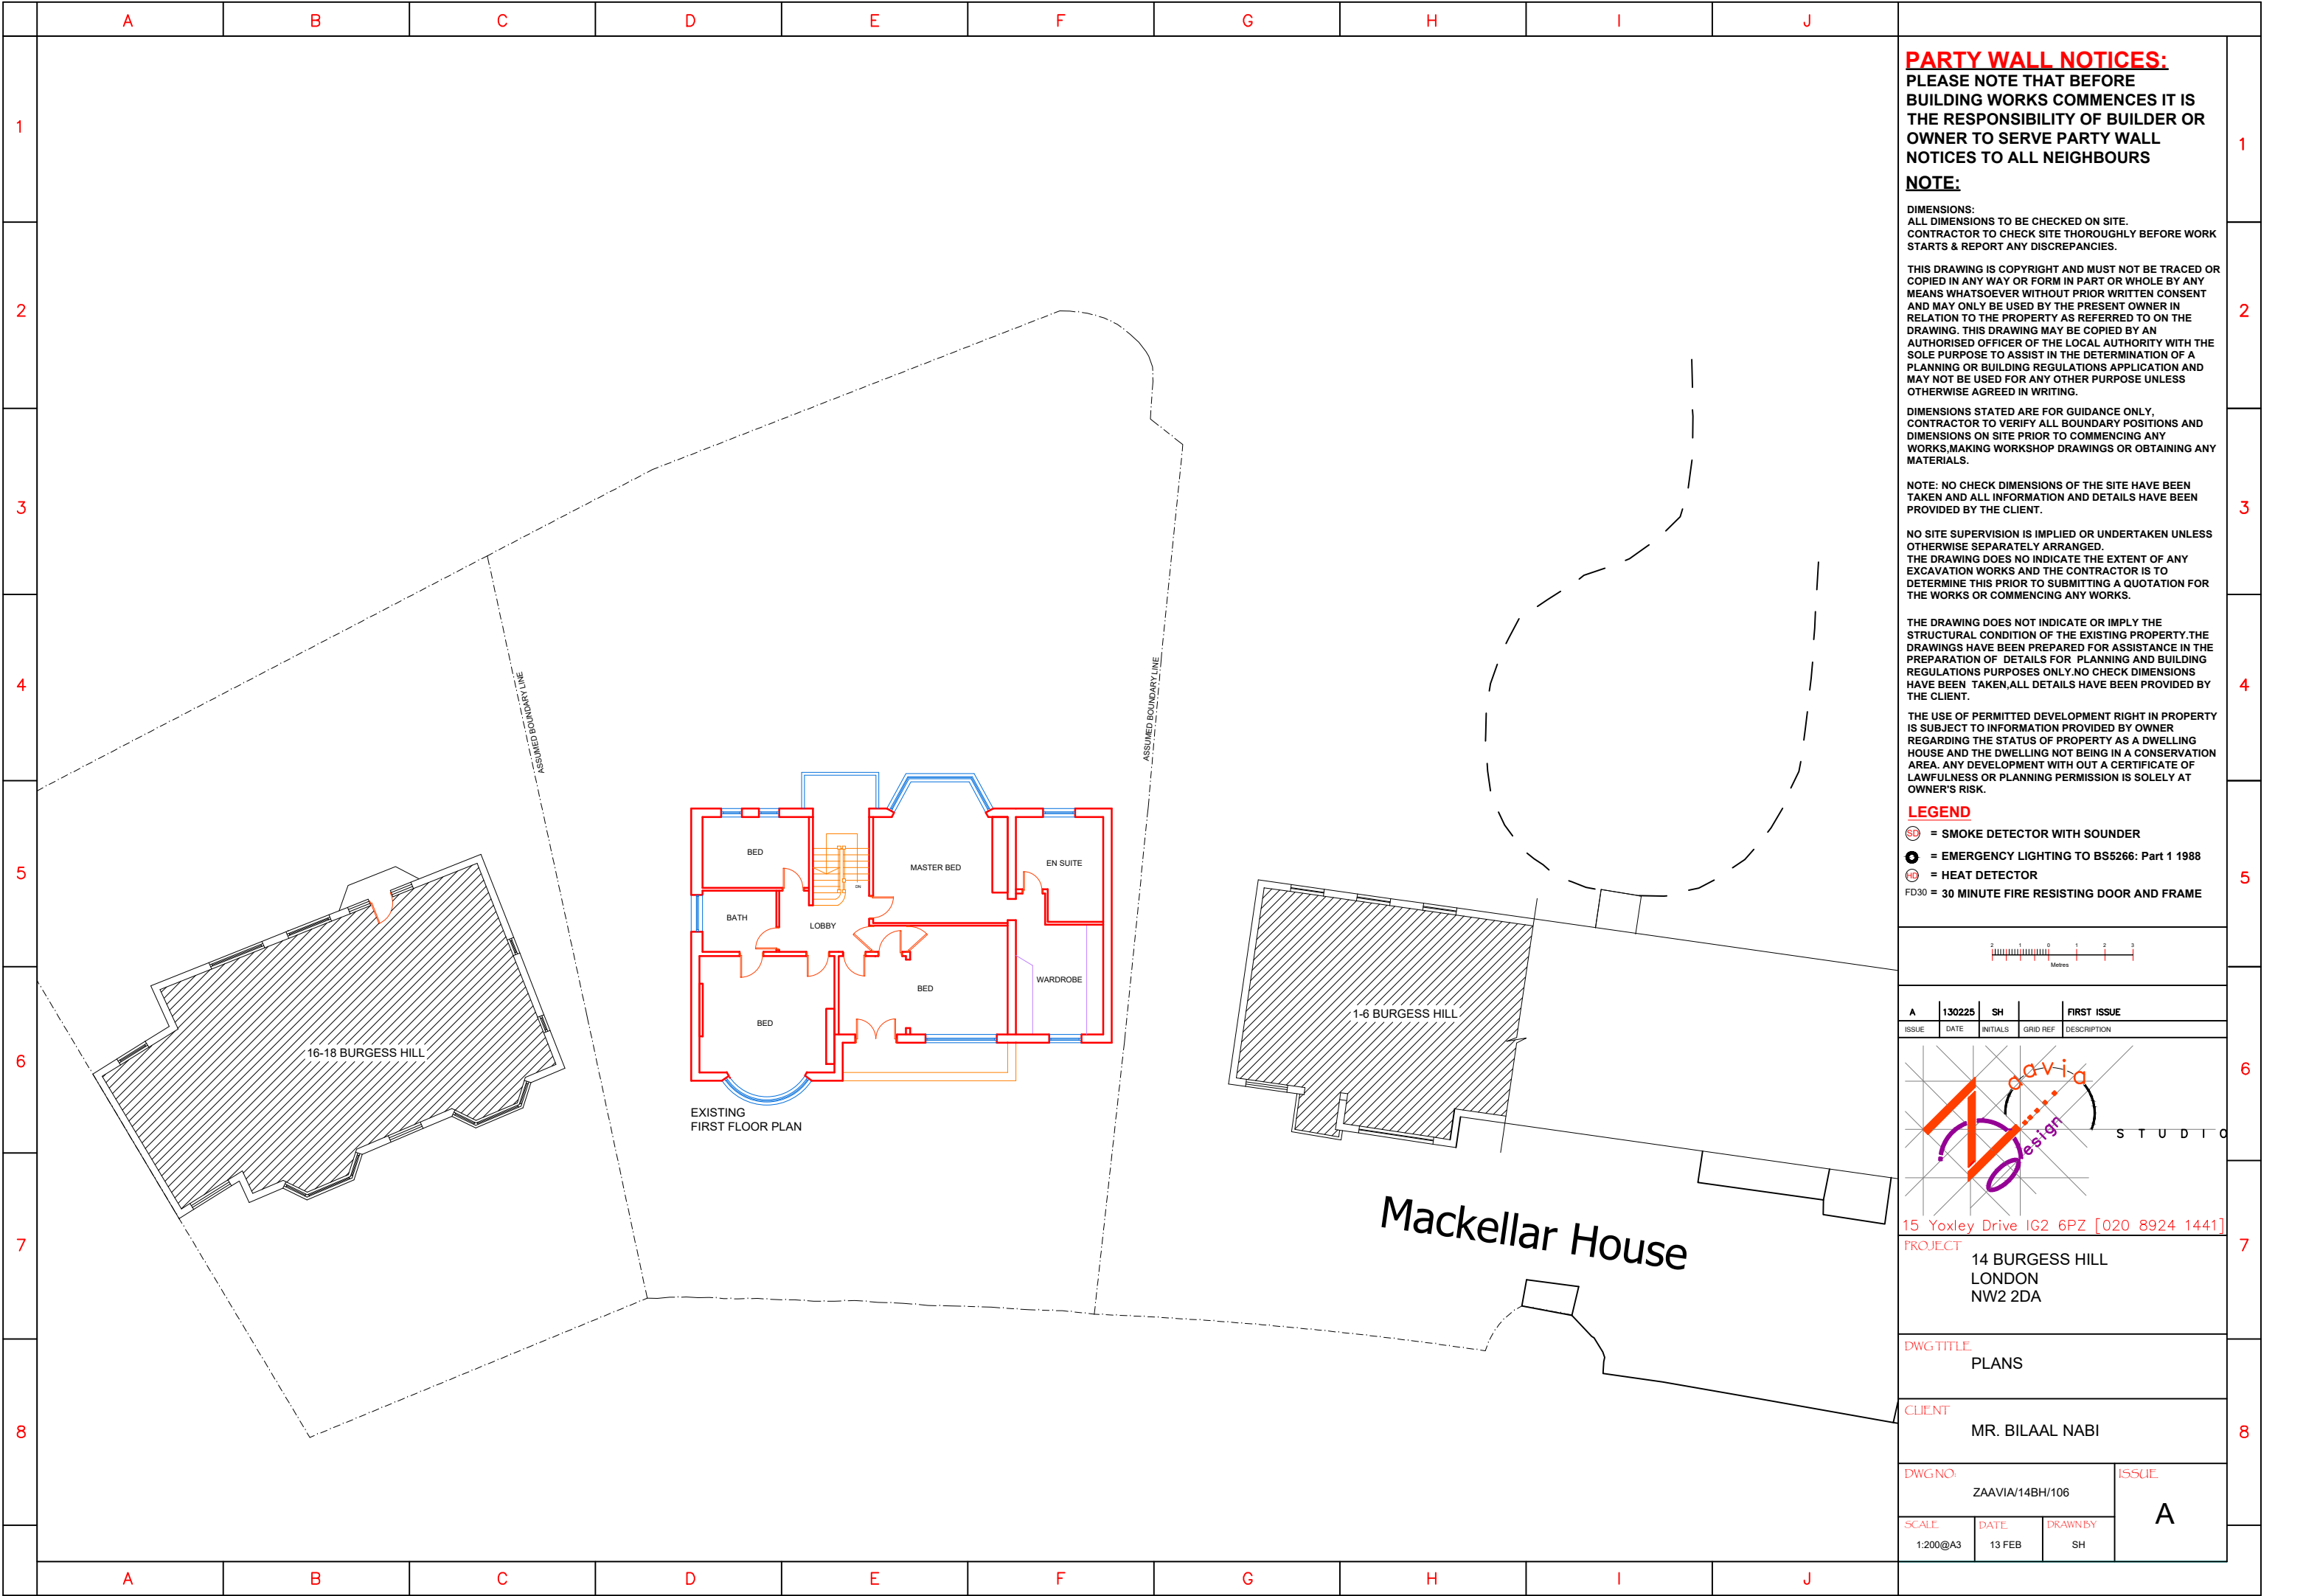 A B C D E F G H I J
1
2
3
4
5
6
7
8
ASSUMED BOUNDARY LINE
ASSUMED BOUNDARY LINE
BED
MASTER BED
EN SUITE
DN
BATH
LOBBY
WARDROBE
BED
BED
EXISTING
FIRST FLOOR PLAN
16-18 BURGESS HILL
1-6 BURGESS HILL
Mackellar House
A B C D E F G H I J
PARTY WALL NOTICES:
PLEASE NOTE THAT BEFORE
BUILDING WORKS COMMENCES IT IS
THE RESPONSIBILITY OF BUILDER OR
OWNER TO SERVE PARTY WALL
NOTICES TO ALL NEIGHBOURS
NOTE:
DIMENSIONS:
ALL DIMENSIONS TO BE CHECKED ON SITE.
CONTRACTOR TO CHECK SITE THOROUGHLY BEFORE WORK
STARTS & REPORT ANY DISCREPANCIES.
THIS DRAWING IS COPYRIGHT AND MUST NOT BE TRACED OR
COPIED IN ANY WAY OR FORM IN PART OR WHOLE BY ANY
MEANS WHATSOEVER WITHOUT PRIOR WRITTEN CONSENT
AND MAY ONLY BE USED BY THE PRESENT OWNER IN
RELATION TO THE PROPERTY AS REFERRED TO ON THE
DRAWING. THIS DRAWING MAY BE COPIED BY AN
AUTHORISED OFFICER OF THE LOCAL AUTHORITY WITH THE
SOLE PURPOSE TO ASSIST IN THE DETERMINATION OF A
PLANNING OR BUILDING REGULATIONS APPLICATION AND
MAY NOT BE USED FOR ANY OTHER PURPOSE UNLESS
OTHERWISE AGREED IN WRITING.
DIMENSIONS STATED ARE FOR GUIDANCE ONLY,
CONTRACTOR TO VERIFY ALL BOUNDARY POSITIONS AND
DIMENSIONS ON SITE PRIOR TO COMMENCING ANY
WORKS,MAKING WORKSHOP DRAWINGS OR OBTAINING ANY
MATERIALS.
NOTE: NO CHECK DIMENSIONS OF THE SITE HAVE BEEN
TAKEN AND ALL INFORMATION AND DETAILS HAVE BEEN
PROVIDED BY THE CLIENT.
NO SITE SUPERVISION IS IMPLIED OR UNDERTAKEN UNLESS
OTHERWISE SEPARATELY ARRANGED.
THE DRAWING DOES NO INDICATE THE EXTENT OF ANY
EXCAVATION WORKS AND THE CONTRACTOR IS TO
DETERMINE THIS PRIOR TO SUBMITTING A QUOTATION FOR
THE WORKS OR COMMENCING ANY WORKS.
THE DRAWING DOES NOT INDICATE OR IMPLY THE
STRUCTURAL CONDITION OF THE EXISTING PROPERTY.THE
DRAWINGS HAVE BEEN PREPARED FOR ASSISTANCE IN THE
PREPARATION OF DETAILS FOR PLANNING AND BUILDING
REGULATIONS PURPOSES ONLY.NO CHECK DIMENSIONS
HAVE BEEN TAKEN,ALL DETAILS HAVE BEEN PROVIDED BY
THE CLIENT.
THE USE OF PERMITTED DEVELOPMENT RIGHT IN PROPERTY
IS SUBJECT TO INFORMATION PROVIDED BY OWNER
REGARDING THE STATUS OF PROPERTY AS A DWELLING
HOUSE AND THE DWELLING NOT BEING IN A CONSERVATION
AREA. ANY DEVELOPMENT WITH OUT A CERTIFICATE OF
LAWFULNESS OR PLANNING PERMISSION IS SOLELY AT
OWNER'S RISK.
LEGEND
SD = SMOKE DETECTOR WITH SOUNDER
= EMERGENCY LIGHTING TO BS5266: Part 1 1988
HD = HEAT DETECTOR
FD30 = 30 MINUTE FIRE RESISTING DOOR AND FRAME
2 1 0 1 2 3
Metres
A 130225 SH FIRST ISSUE
ISSUE DATE INITIALS GRID REF DESCRIPTION
Zaavia
Design
STUDIO
15 Yoxley Drive IG2 6PZ [020 8924 1441]
PROJECT
14 BURGESS HILL
LONDON
NW2 2DA
DWG TITLE
PLANS
CLIENT
MR. BILAAL NABI
DWG NO: ISSUE
ZAAVIA/14BH/106
A
SCALE DATE DRAWN BY
1:200@A3 13 FEB SH
1
2
3
4
5
6
7
8